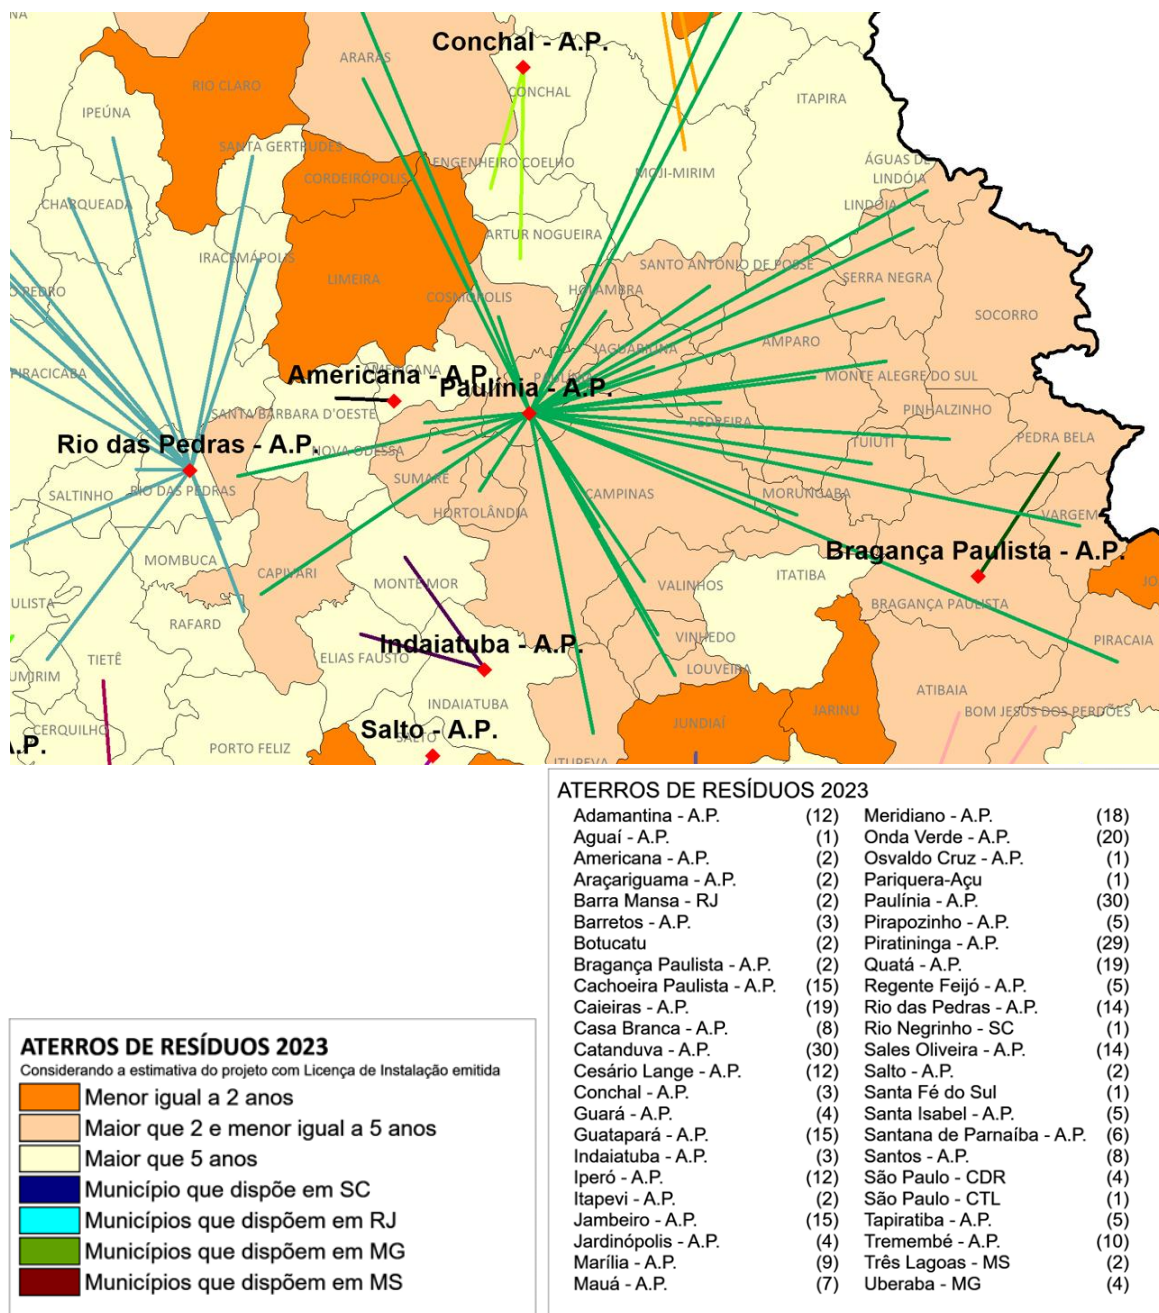 NA
Conchal - A.P.
ARARAS
RIO CLARO
CONCHAL
ITAPIRA
IPEÚNA
SANTA GERTRUDES
ENGENHEIRO COELHO
ÁGUAS DE
LINDÓIA
MOJI-MIRIM
CORDEIRÓPOLIS
CHARQUEADA
LINDÓIA
ARTUR NOGUEIRA
IRACEMÁPOLIS
SANTO ANTÔNIO DE POSSE
LIMEIRA
SERRA NEGRA
O PEDRO
HOLAMBRA
COSMÓPOLIS
SOCORRO
AMPARO
JAGUARIÚNA
AMERICANA
PIRACICABA
Americana - A.P.
PAULÍNIA
MONTE ALEGRE DO SUL
Paulínia - A.P.
SANTA BÁRBARA D'OESTE
PINHALZINHO
PEDREIRA
PEDRA BELA
TUIUTI
Rio das Pedras - A.P.
NOVA ODESSA
SUMARÉ
RIO DAS PEDRAS
SALTINHO
CAMPINAS
MORUNGABA
HORTOLÂNDIA
VARGEM
Bragança Paulista - A.P.
MOMBUCA
CAPIVARI
MONTE MOR
VALINHOS
ITATIBA
JO
ULISTA
BRAGANÇA PAULISTA
RAFARD
VINHEDO
PIRACAIA
Indaiatuba - A.P.
TIETÊ
ELIAS FAUSTO
LOUVEIRA
UMIRIM
ATIBAIA
INDAIATUBA
BOM JESUS DOS PERDÕES
JARINU
JUNDIAÍ
CERQUILHO
Salto - A.P.
SALTO
A.P.
PORTO FELIZ
ITUPEVA
ATERROS DE RESÍDUOS 2023
Adamantina - A.P. (12) Meridiano - A.P. (18)
Aguaí - A.P. (1) Onda Verde - A.P. (20)
Americana - A.P. (2) Osvaldo Cruz - A.P. (1)
Araçariguama - A.P. (2) Pariquera-Açu (1)
Barra Mansa - RJ (2) Paulínia - A.P. (30)
Barretos - A.P. (3) Pirapozinho - A.P. (5)
Botucatu (2) Piratininga - A.P. (29)
Bragança Paulista - A.P. (2) Quatá - A.P. (19)
Cachoeira Paulista - A.P. (15) Regente Feijó - A.P. (5)
Caieiras - A.P. (19) Rio das Pedras - A.P. (14)
Casa Branca - A.P. (8) Rio Negrinho - SC (1)
Catanduva - A.P. (30) Sales Oliveira - A.P. (14)
Cesário Lange - A.P. (12) Salto - A.P. (2)
Conchal - A.P. (3) Santa Fé do Sul (1)
Guará - A.P. (4) Santa Isabel - A.P. (5)
Guatapará - A.P. (15) Santana de Parnaíba - A.P. (6)
Indaiatuba - A.P. (3) Santos - A.P. (8)
Iperó - A.P. (12) São Paulo - CDR (4)
Itapevi - A.P. (2) São Paulo - CTL (1)
Jambeiro - A.P. (15) Tapiratiba - A.P. (5)
Jardinópolis - A.P. (4) Tremembé - A.P. (10)
Marília - A.P. (9) Três Lagoas - MS (2)
Mauá - A.P. (7) Uberaba - MG (4)
ATERROS DE RESÍDUOS 2023
Considerando a estimativa do projeto com Licença de Instalação emitida
Menor igual a 2 anos
Maior que 2 e menor igual a 5 anos
Maior que 5 anos
Município que dispõe em SC
Municípios que dispõem em RJ
Municípios que dispõem em MG
Municípios que dispõem em MS